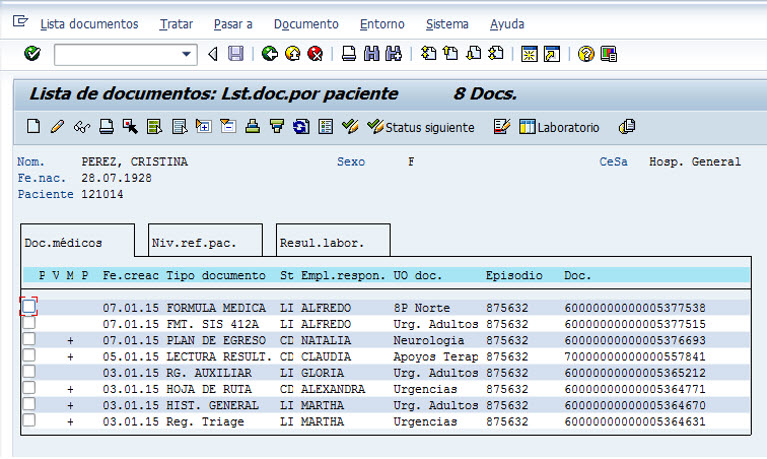 Lista documentos Tratar Pasar a Documento Entorno Sistema Ayuda
Lista de documentos: Lst.doc.por paciente 8 Docs.
Status siguiente Laboratorio
Nom. PEREZ, CRISTINA Sexo F CeSa Hosp. General
Fe.nac. 28.07.1928
Paciente 121014
Doc.médicos Niv.ref.pac. Resul.labor.
P V M P Fe.creac Tipo documento St Empl.respon. UO doc. Episodio Doc.
07.01.15 FORMULA MEDICA LI ALFREDO 8P Norte 875632 6000000000005377538
07.01.15 FMT. SIS 412A LI ALFREDO Urg. Adultos 875632 6000000000005377515
+ 07.01.15 PLAN DE EGRESO CD NATALIA Neurologia 875632 6000000000005376693
+ 05.01.15 LECTURA RESULT. CD CLAUDIA Apoyos Terap 875632 7000000000000557841
03.01.15 RG. AUXILIAR LI GLORIA Urg. Adultos 875632 6000000000005365212
+ 03.01.15 HOJA DE RUTA CD ALEXANDRA Urgencias 875632 6000000000005364771
+ 03.01.15 HIST. GENERAL LI MARTHA Urg. Adultos 875632 6000000000005364670
+ 03.01.15 Reg. Triage LI MARTHA Urgencias 875632 6000000000005364631